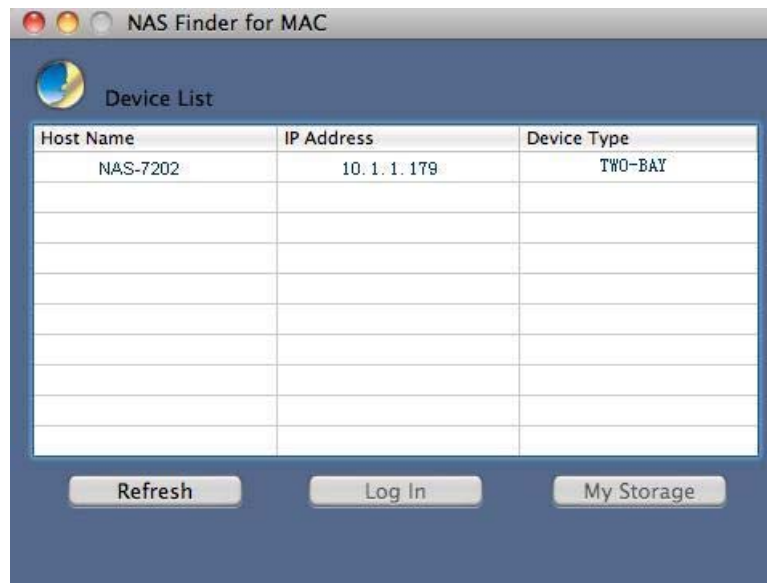 NAS Finder for MAC
Device List
Host Name IP Address Device Type
NAS-7202 10.1.1.179 TWO-BAY
Refresh Log In My Storage